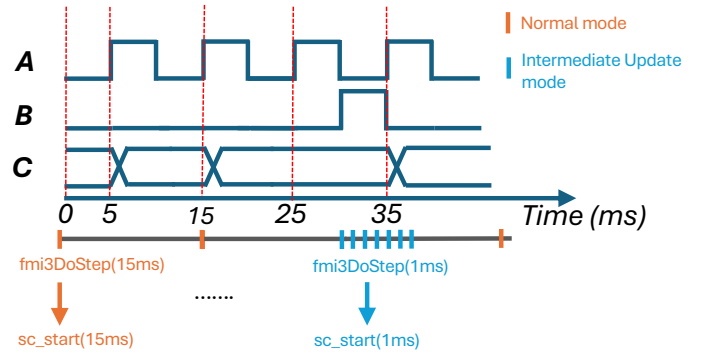 Normal mode
Intermediate Update
mode
A
B
C
0 5 15 25 35 Time (ms)
fmi3DoStep(15ms) fmi3DoStep(1ms)
.......
sc_start(15ms) sc_start(1ms)